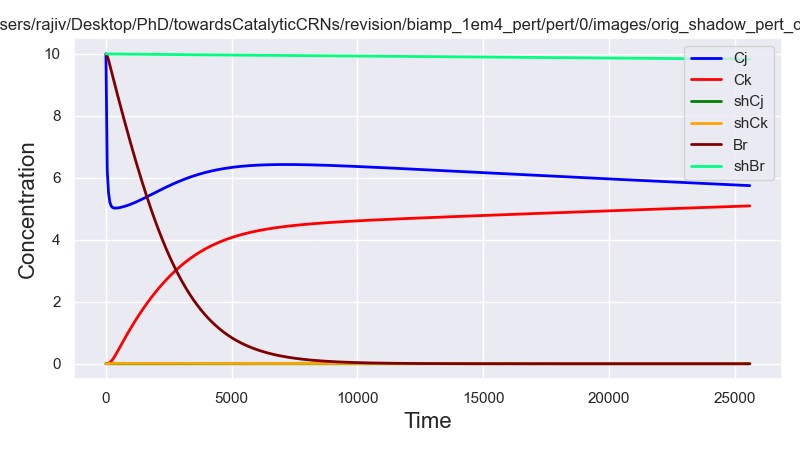 sers/rajiv/Desktop/PhD/towardsCatalyticCRNs/revision/biamp_1em4_pert/pert/0/images/orig_shadow_pert_c
Concentration
10
8
6
4
2
0
Cj
Ck
shCj
shCk
Br
shBr
0
5000
10000
15000
20000
25000
Time